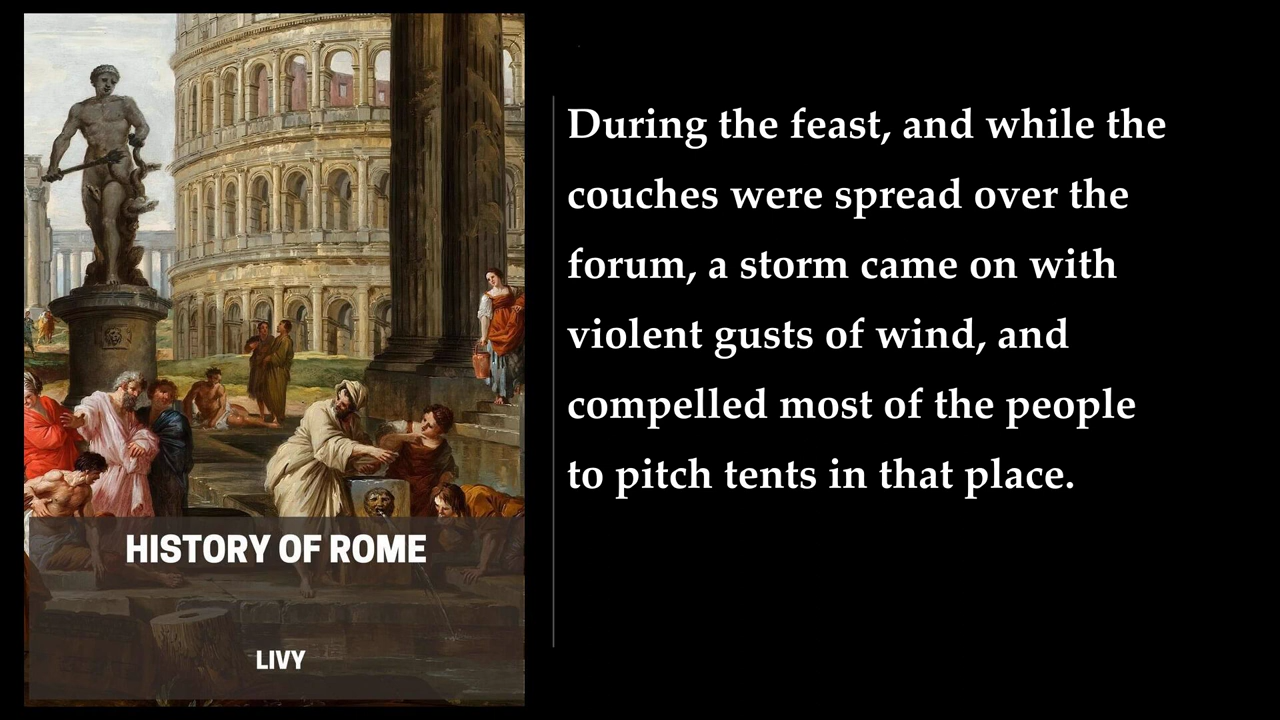 HISTORY OF ROME
LIVY
During the feast, and while the
couches were spread over the
forum, a storm came on with
violent gusts of wind, and
compelled most of the people
to pitch tents in that place.